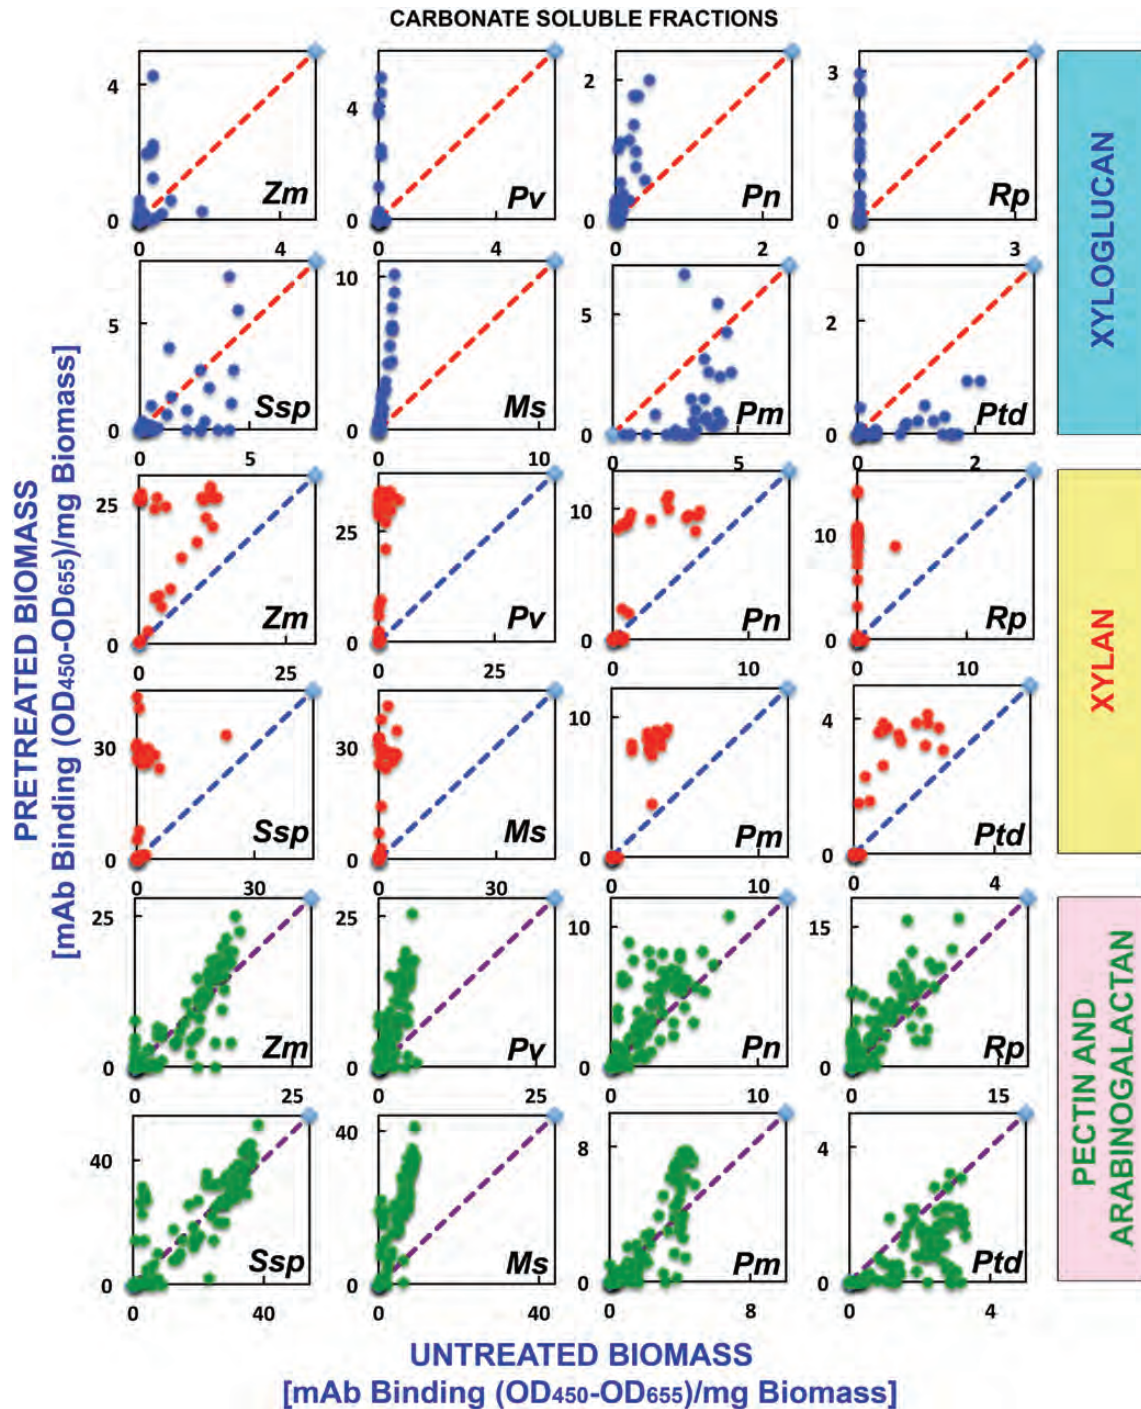 CARBONATE SOLUBLE FRACTIONS
PRETREATED BIOMASS
[mAb Binding (OD450-OD655)/mg Biomass]
4 4 2 3
Zm Pv Pn Rp
0 0 0 0
0 4 0 4 0 2 0 3
XYLOGLUCAN
5 10 5 2
Ssp Ms Pm Ptd
0 0 0 0
0 5 0 10 0 5 0 2
25 25 10 10
Zm Pv Pn Rp
0 0 0 0
0 25 0 25 0 10 0 10
XYLAN
30 30 10 4
Ssp Ms Pm Ptd
0 0 0 0
0 30 0 30 0 10 0 4
25 25 10 15
Zm Pv Pn Rp
0 0 0 0
0 25 0 25 0 10 0 15
PECTIN AND
ARABINOGALACTAN
40 40 8 4
Ssp Ms Pm Ptd
0 0 0 0
0 40 0 40 0 8 0 4
UNTREATED BIOMASS
[mAb Binding (OD450-OD655)/mg Biomass]